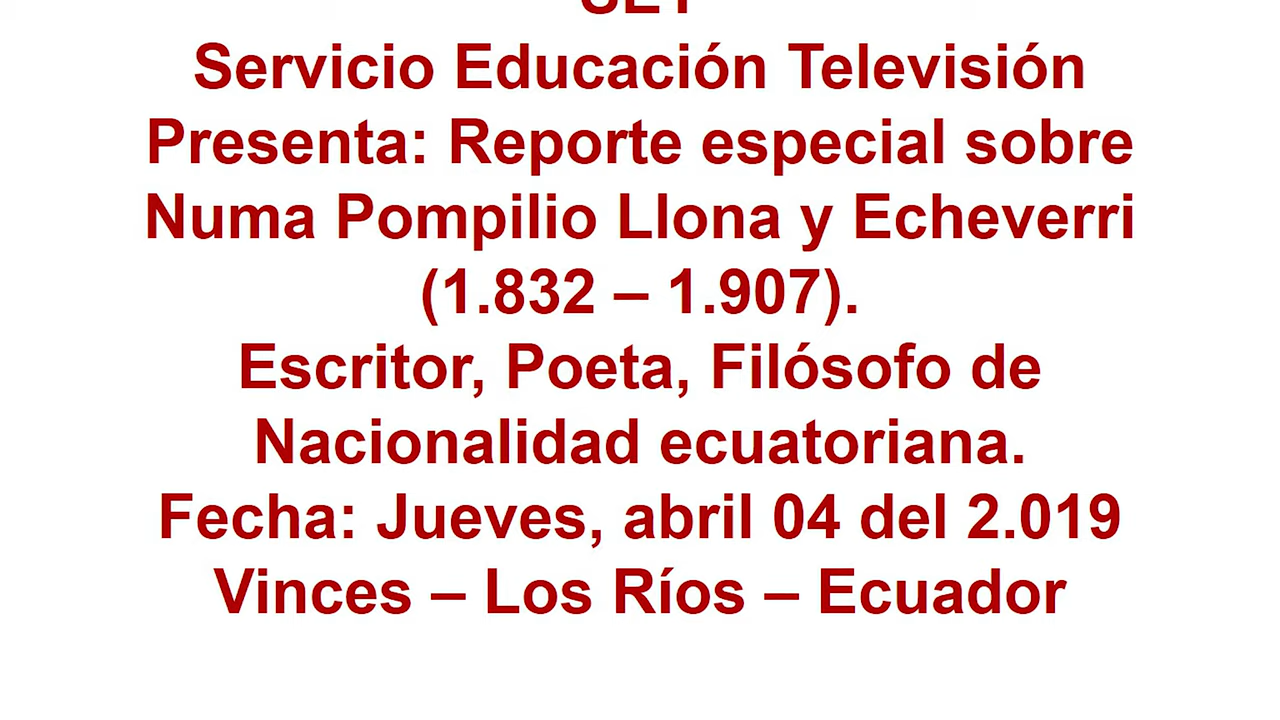 SET
Servicio Educación Televisión
Presenta: Reporte especial sobre
Numa Pompilio Llona y Echeverri
(1.832 – 1.907).
Escritor, Poeta, Filósofo de
Nacionalidad ecuatoriana.
Fecha: Jueves, abril 04 del 2.019
Vinces – Los Ríos – Ecuador